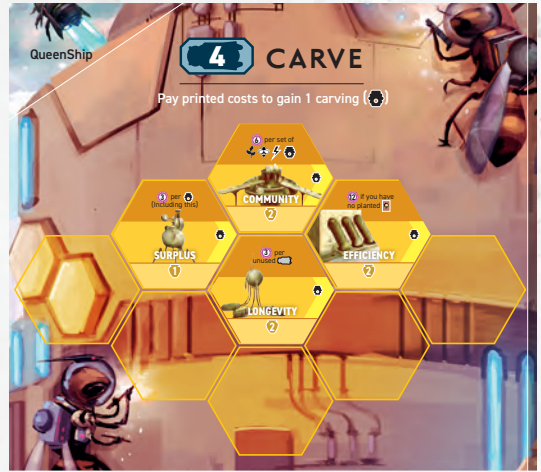 QueenShip
4 CARVE
Pay printed costs to gain 1 carving ( )
6 per set of
COMMUNITY
2
3 per
(including this)
SURPLUS
1
12 if you have
no planted
EFFICIENCY
2
3 per
unused
LONGEVITY
2